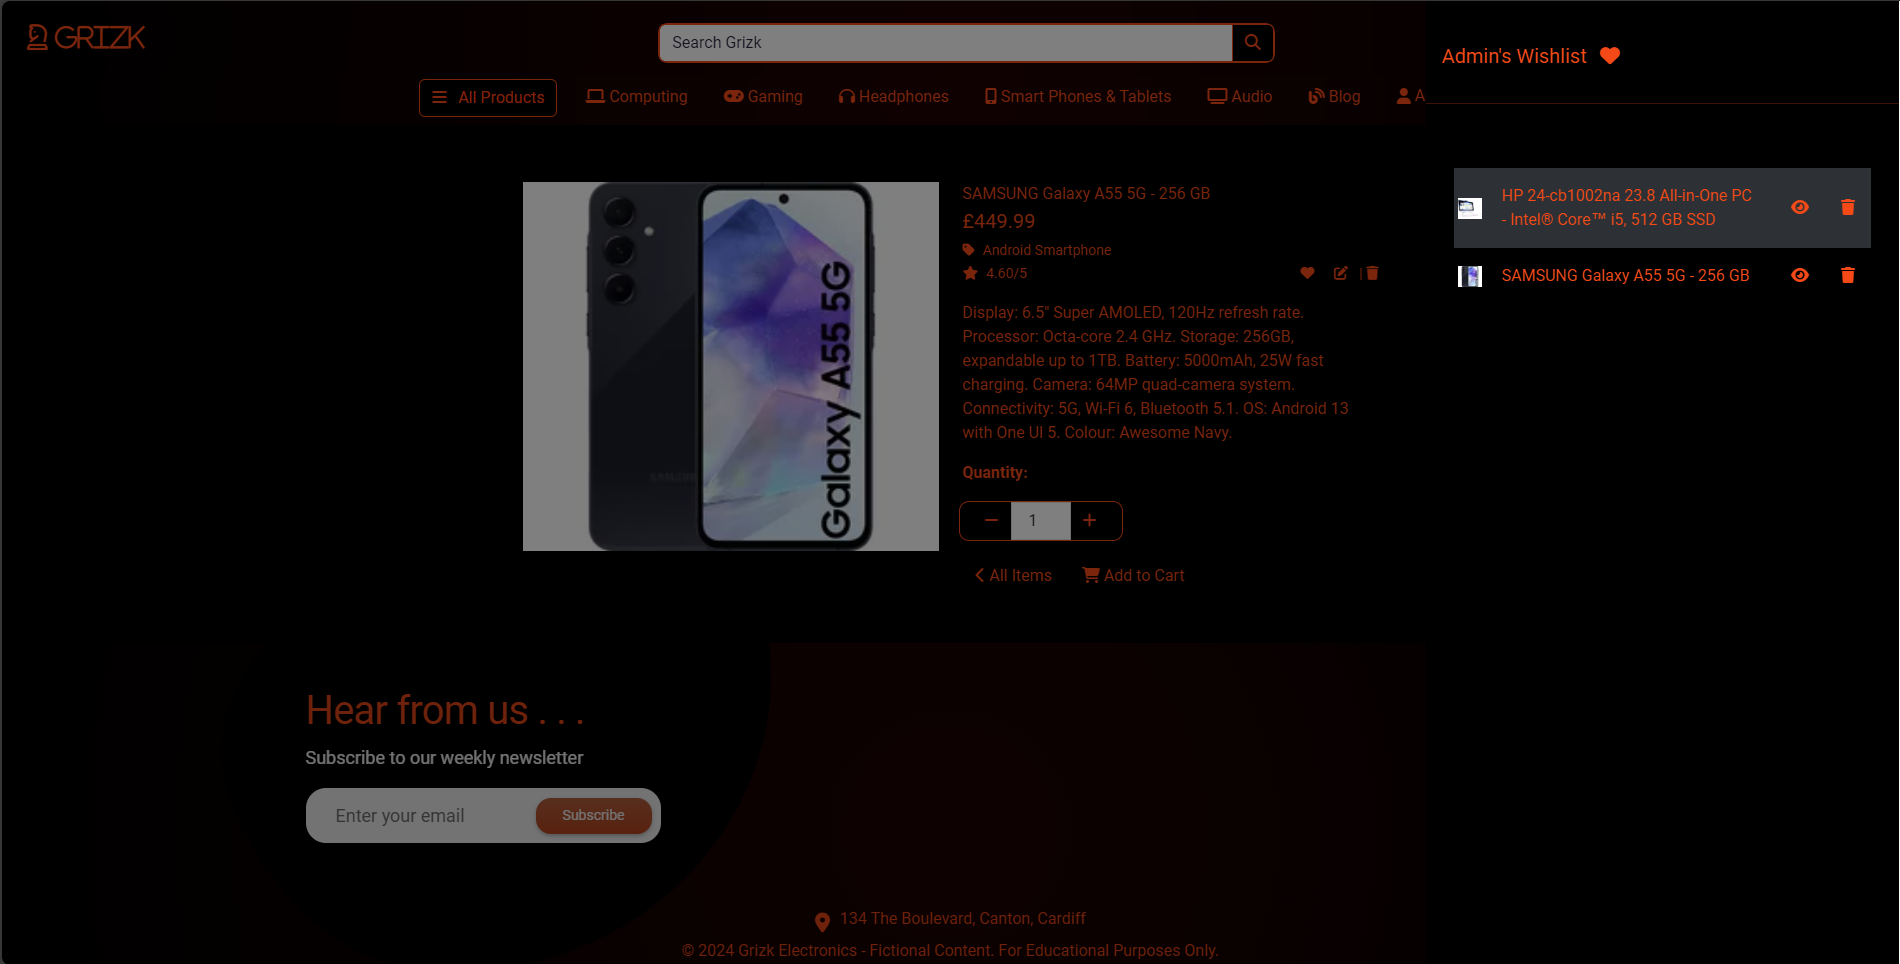 GRIZK
Search Grizk
All Products
Computing
Gaming
Headphones
Smart Phones & Tablets
Audio
Blog
A
Galaxy A55 5G
SAMSUNG
SAMSUNG Galaxy A55 5G - 256 GB
£449.99
Android Smartphone
4.60/5
|
Display: 6.5" Super AMOLED, 120Hz refresh rate.
Processor: Octa-core 2.4 GHz. Storage: 256GB,
expandable up to 1TB. Battery: 5000mAh, 25W fast
charging. Camera: 64MP quad-camera system.
Connectivity: 5G, Wi-Fi 6, Bluetooth 5.1. OS: Android 13
with One UI 5. Colour: Awesome Navy.
Quantity:
1
All Items
Add to Cart
Admin's Wishlist
HP 24-cb1002na 23.8 All-in-One PC
- Intel® Core™ i5, 512 GB SSD
SAMSUNG Galaxy A55 5G - 256 GB
Hear from us . . .
Subscribe to our weekly newsletter
Enter your email
Subscribe
134 The Boulevard, Canton, Cardiff
© 2024 Grizk Electronics - Fictional Content. For Educational Purposes Only.